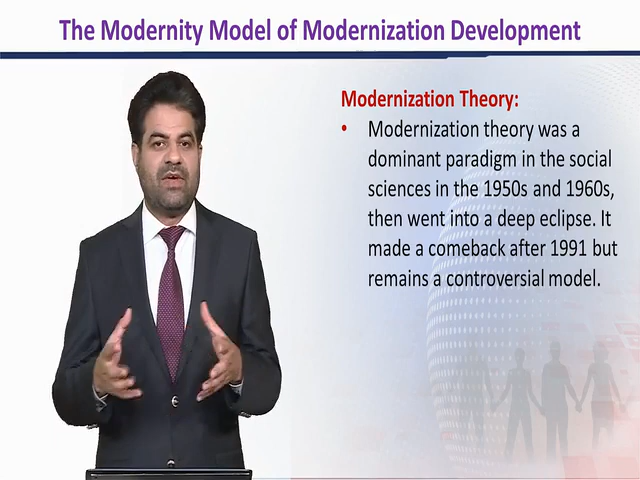 The Modernity Model of Modernization Development
Modernization Theory:
• Modernization theory was a
dominant paradigm in the social
sciences in the 1950s and 1960s,
then went into a deep eclipse. It
made a comeback after 1991 but
remains a controversial model.